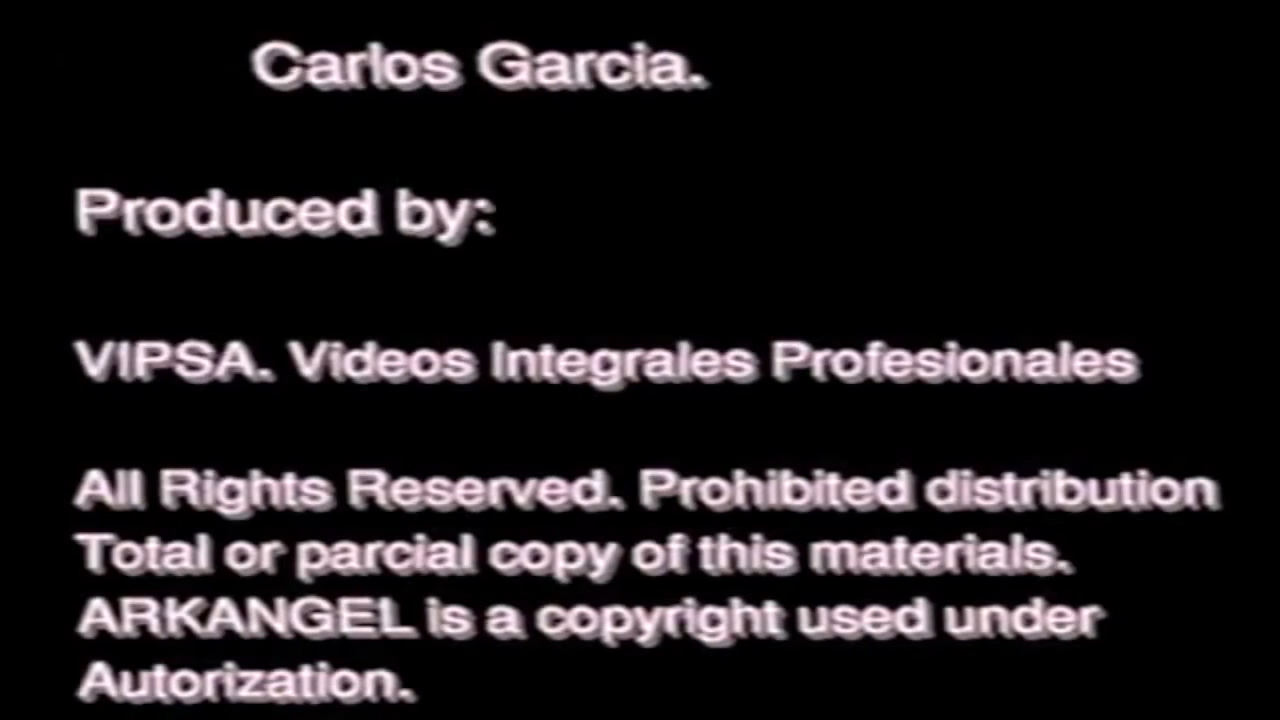 Carlos Garcia.
Produced by:
VIPSA. Videos Integrales Profesionales
All Rights Reserved. Prohibited distribution
Total or parcial copy of this materials.
ARKANGEL is a copyright used under
Autorization.